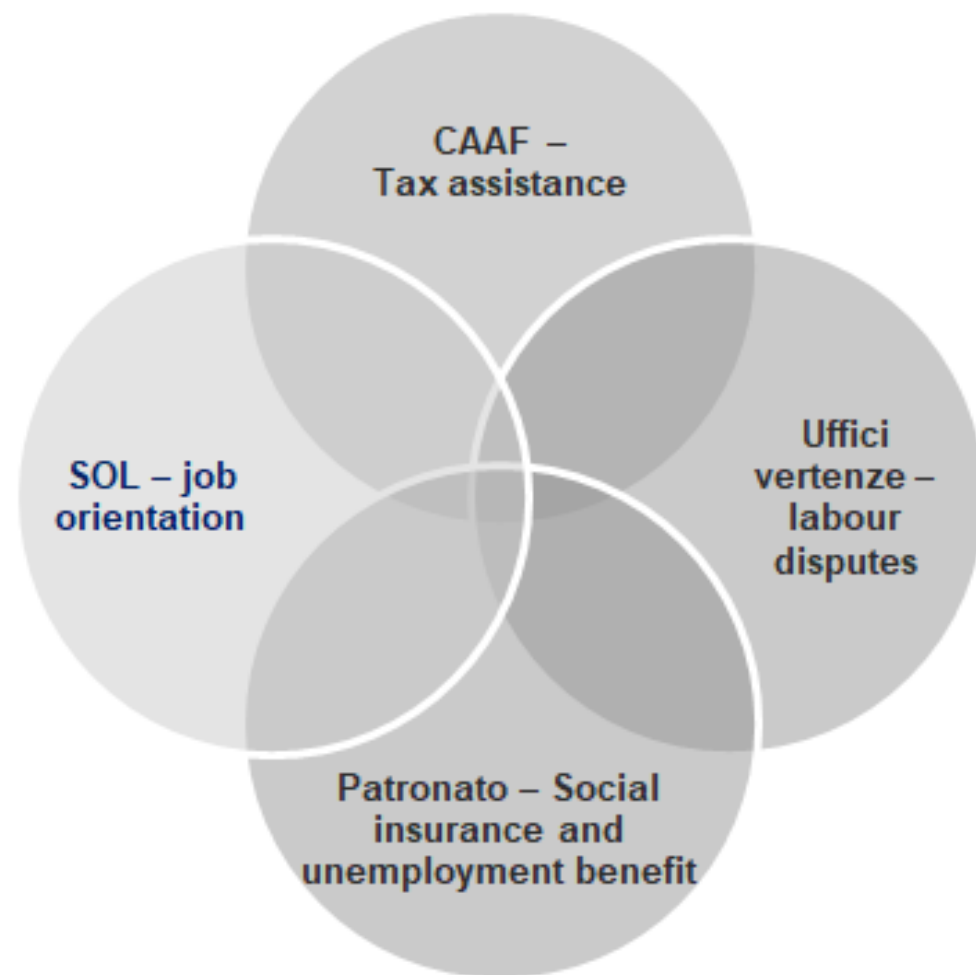 CAAF –
Tax assistance
SOL – job
orientation
Uffici
vertenze –
labour
disputes
Patronato – Social
insurance and
unemployment benefit